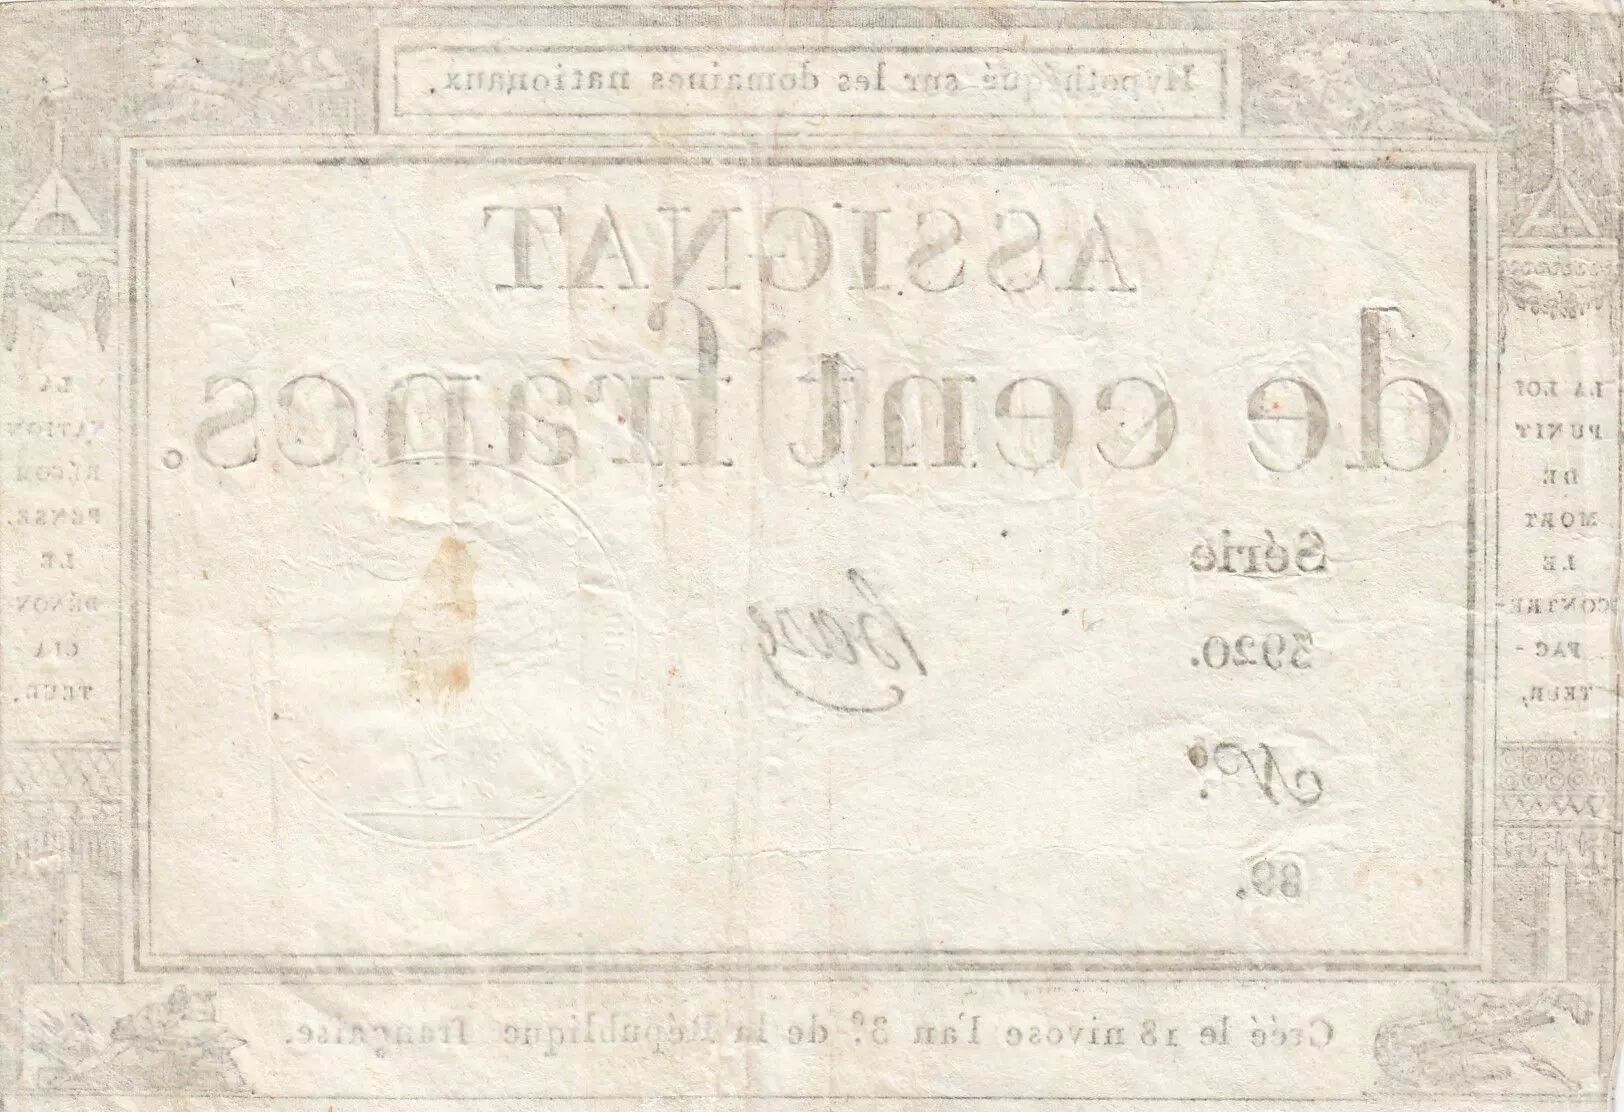 Hypothéqué sur les domaines nationaux.
ASSIGNAT
de cent francs.
Série
3920.
N.º
89.
LA LOI
PUNIT
DE
MORT
LE
CONTRE-
FAC-
TEUR,
LA
NATION
RÉCOM
PENSE
LE
DÉNON
CIA-
TEUR.
Créé le 18 nivose l'an 3.e de la République française.